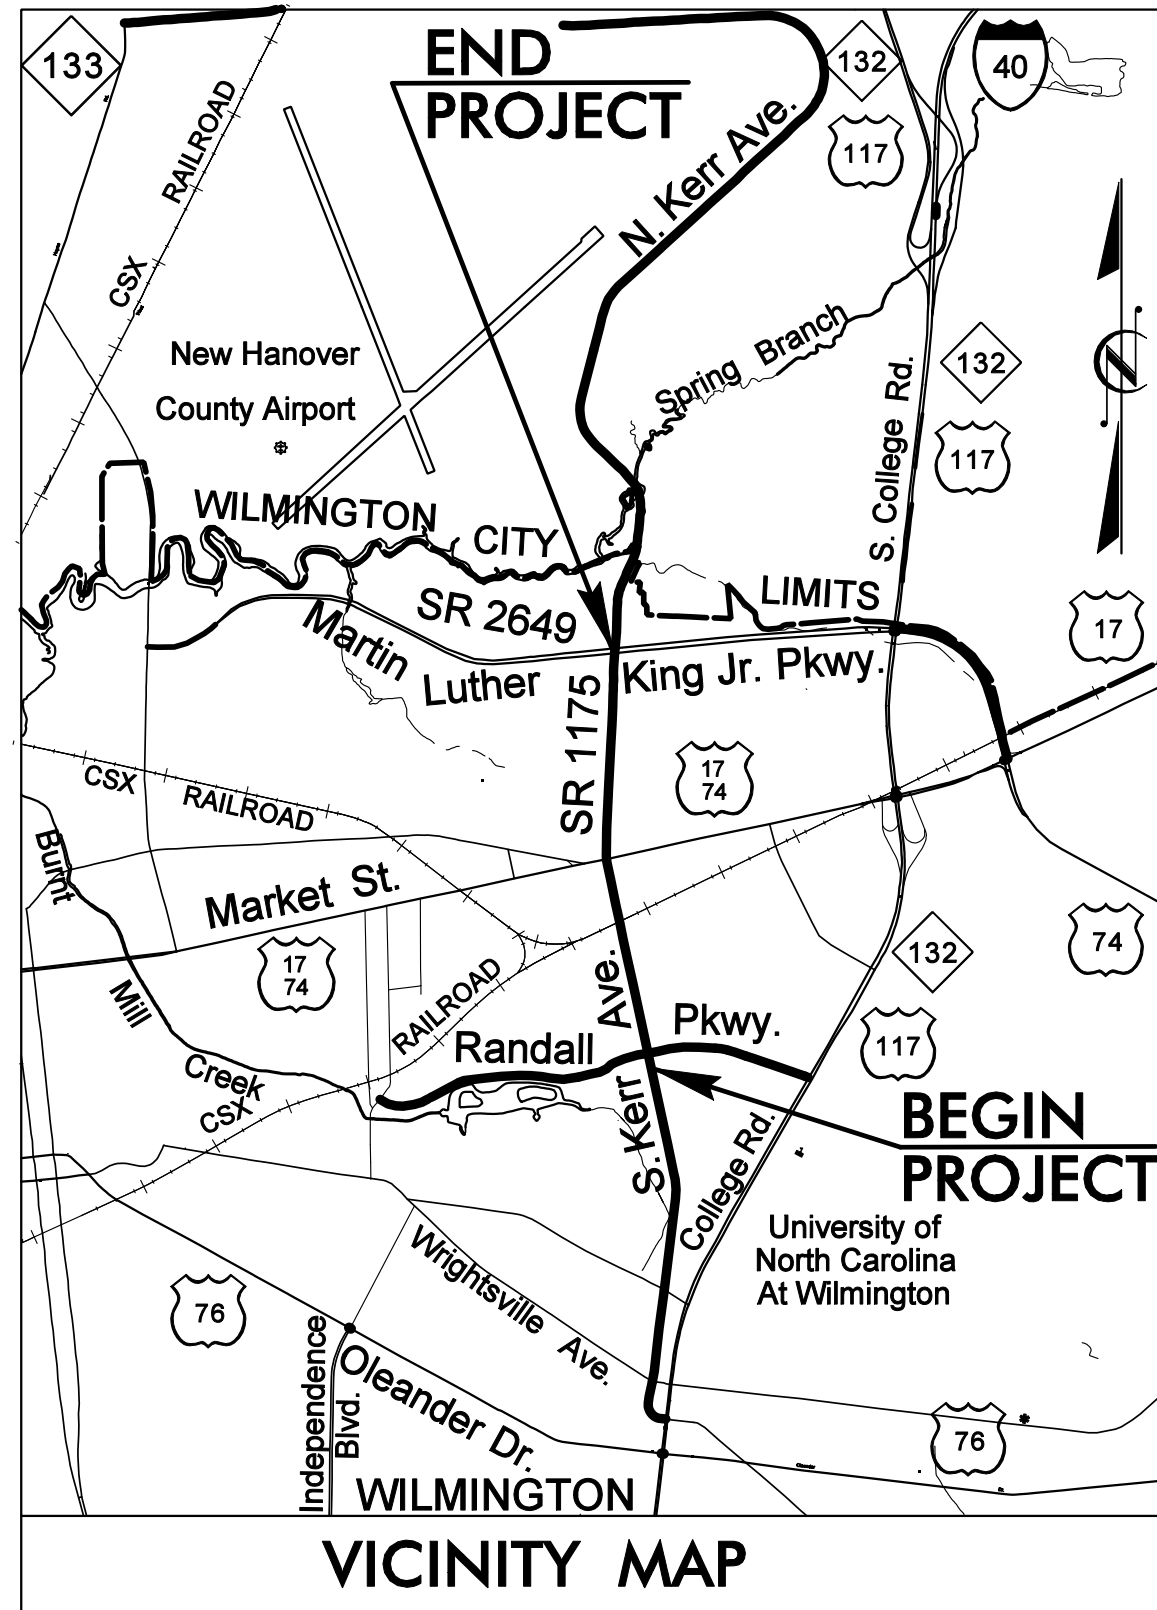 133
END
PROJECT
132
40
117
RAILROAD
CSX
N. Kerr Ave.
New Hanover
County Airport
Spring Branch
S. College Rd.
132
117
N
WILMINGTON CITY LIMITS
SR 2649
Martin Luther King Jr. Pkwy.
17
SR 1175
17
74
CSX RAILROAD
Burnt Mill Creek
Market St.
17
74
132
74
117
RAILROAD
CSX
Randall Pkwy.
S. Kerr Ave.
BEGIN
PROJECT
College Rd.
University of
North Carolina
At Wilmington
Wrightsville Ave.
76
Independence
Blvd.
Oleander Dr.
76
WILMINGTON
VICINITY MAP